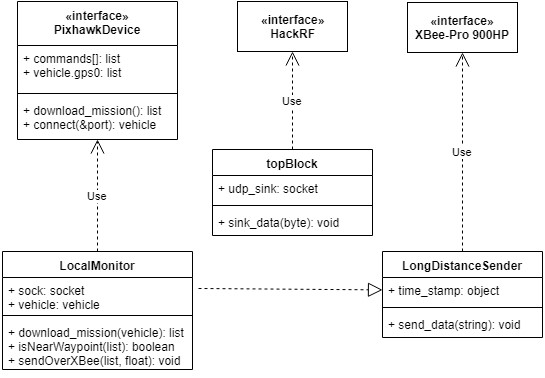 «interface»
PixhawkDevice
+ commands[]: list
+ vehicle.gps0: list
+ download_mission(): list
+ connect(&port): vehicle
«interface»
HackRF
«interface»
XBee-Pro 900HP
Use
Use
Use
topBlock
+ udp_sink: socket
+ sink_data(byte): void
LocalMonitor
+ sock: socket
+ vehicle: vehicle
+ download_mission(vehicle): list
+ isNearWaypoint(list): boolean
+ sendOverXBee(list, float): void
LongDistanceSender
+ time_stamp: object
+ send_data(string): void